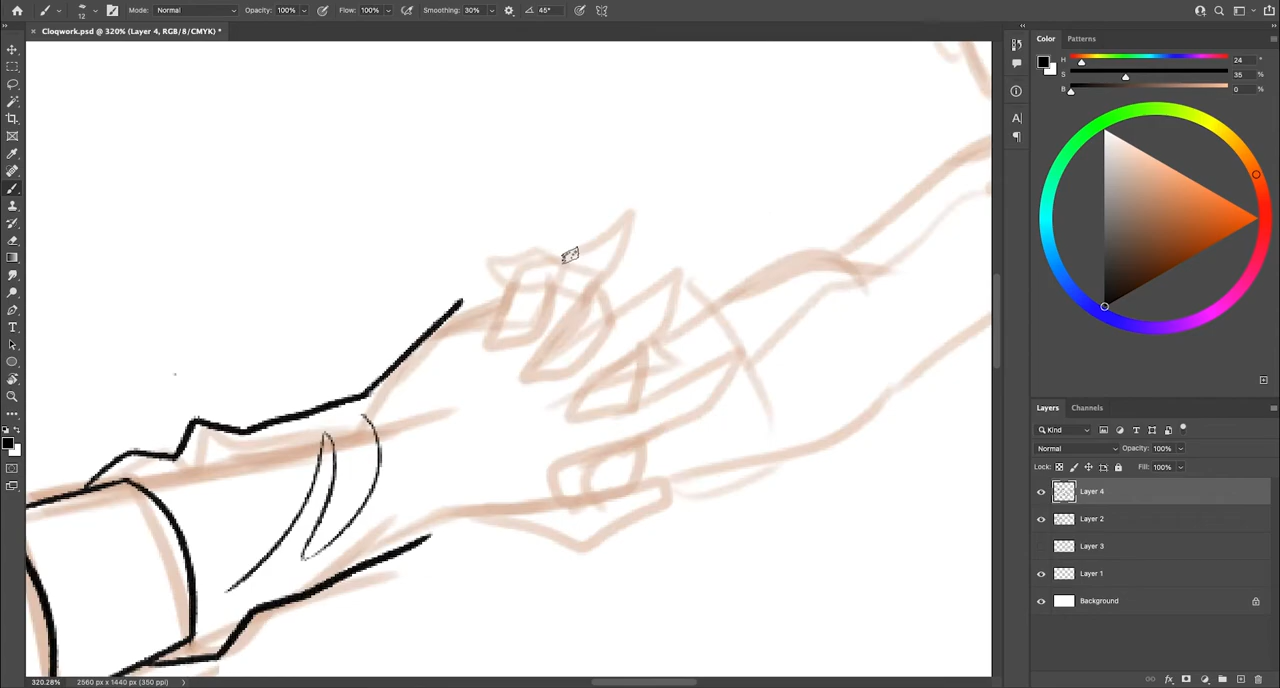 12 Mode: Normal Opacity: 100% Flow: 100% Smoothing: 30% 45°
× Cloqwork.psd @ 320% (Layer 4, RGB/8/CMYK) *
Color Patterns
H 24 °
S 35 %
B 0 %
Layers Channels
Kind
Normal Opacity: 100%
Lock: Fill: 100%
Layer 4
Layer 2
Layer 3
Layer 1
Background
320.28% 2560 px x 1440 px (350 ppi)